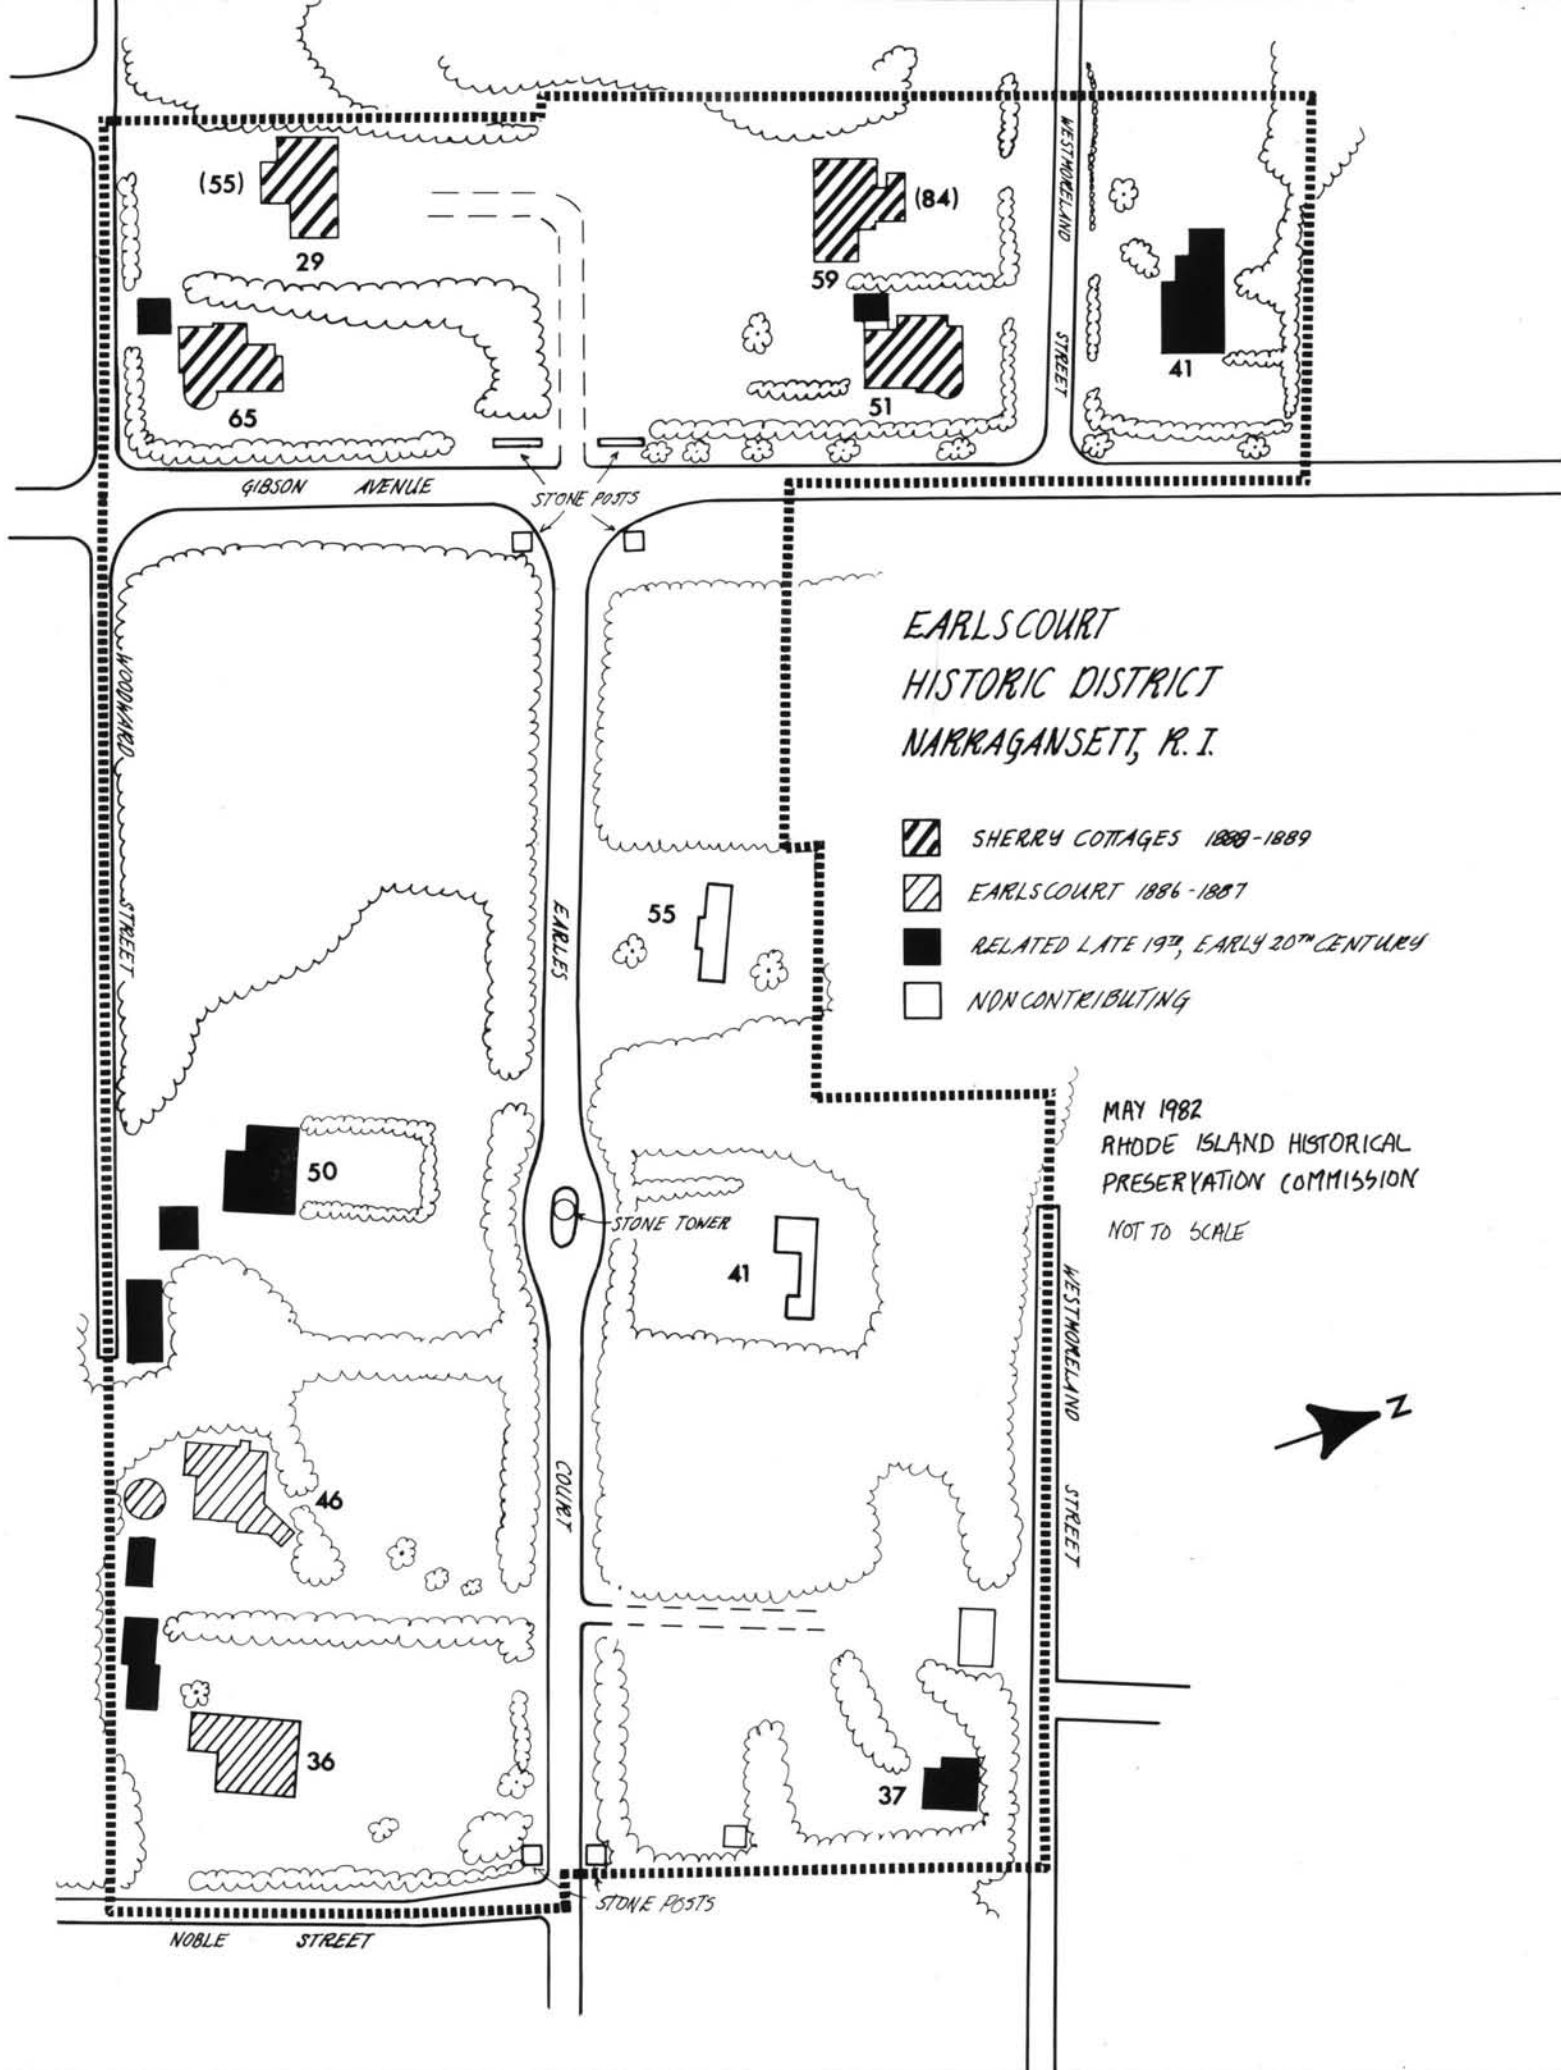 WESTMORELAND
(55)
(84)
29
59
STREET
41
65
51
GIBSON AVENUE
STONE POSTS
EARLSCOURT
HISTORIC DISTRICT
NARRAGANSETT, R.I.
WOODWARD
SHERRY COTTAGES 1888-1889
EARLSCOURT 1886-1887
55
STREET
EARLES
RELATED LATE 19TH, EARLY 20TH CENTURY
NONCONTRIBUTING
MAY 1982
RHODE ISLAND HISTORICAL
PRESERVATION COMMISSION
NOT TO SCALE
50
STONE TOWER
41
WESTMORELAND
N
46
COURT
STREET
36
37
STONE POSTS
NOBLE STREET